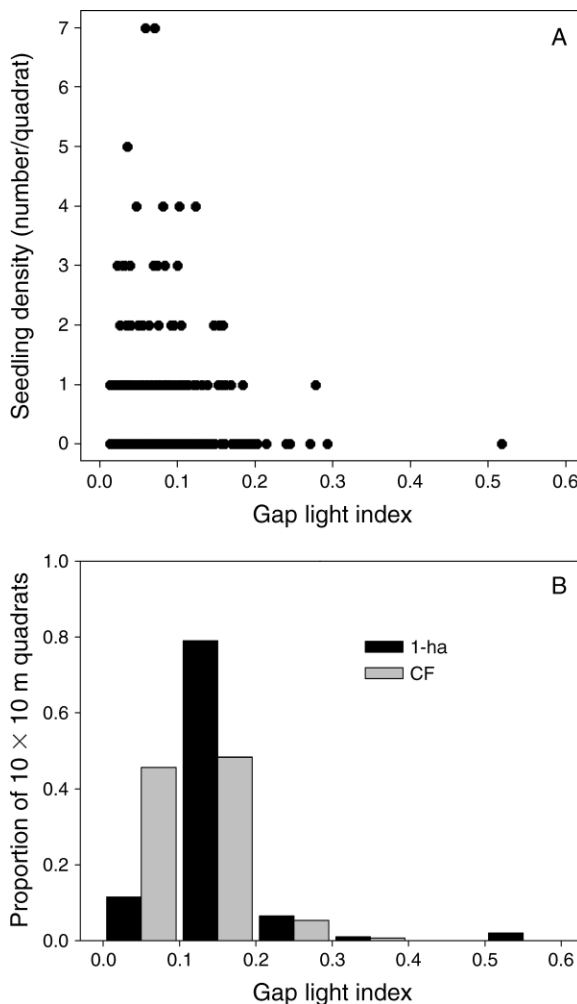 A
7
6
5
4
3
2
1
0
Seedling density (number/quadrat)
0.0 0.1 0.2 0.3 0.4 0.5 0.6
Gap light index
B
1.0
0.8
0.6
0.4
0.2
0.0
Proportion of 10 × 10 m quadrats
1-ha
CF
0.0 0.1 0.2 0.3 0.4 0.5 0.6
Gap light index